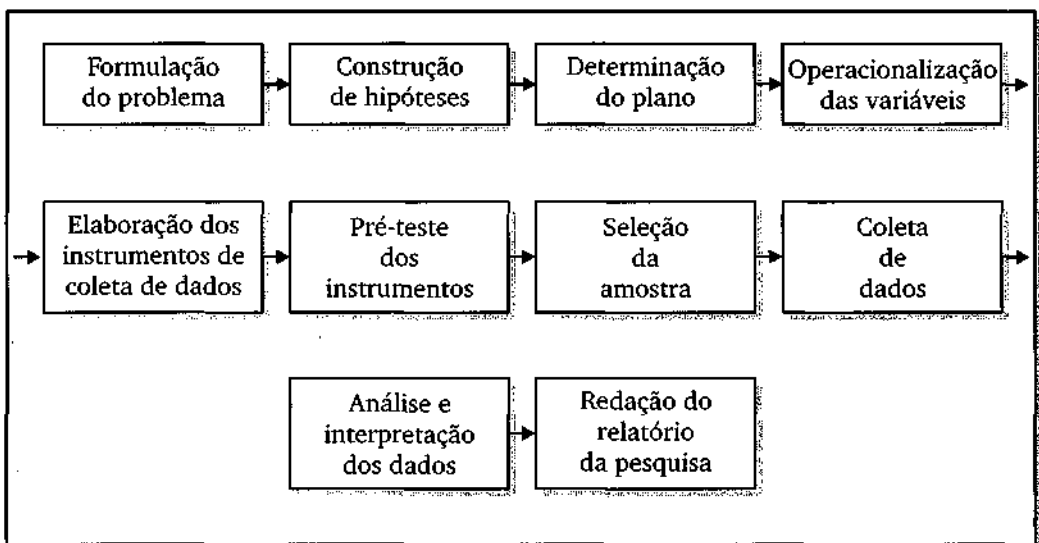 Formulação
do problema
Construção
de hipóteses
Determinação
do plano
Operacionalização
das variáveis
Elaboração dos
instrumentos de
coleta de dados
Pré-teste
dos
instrumentos
Seleção
da
amostra
Coleta
de
dados
Análise e
interpretação
dos dados
Redação do
relatório
da pesquisa